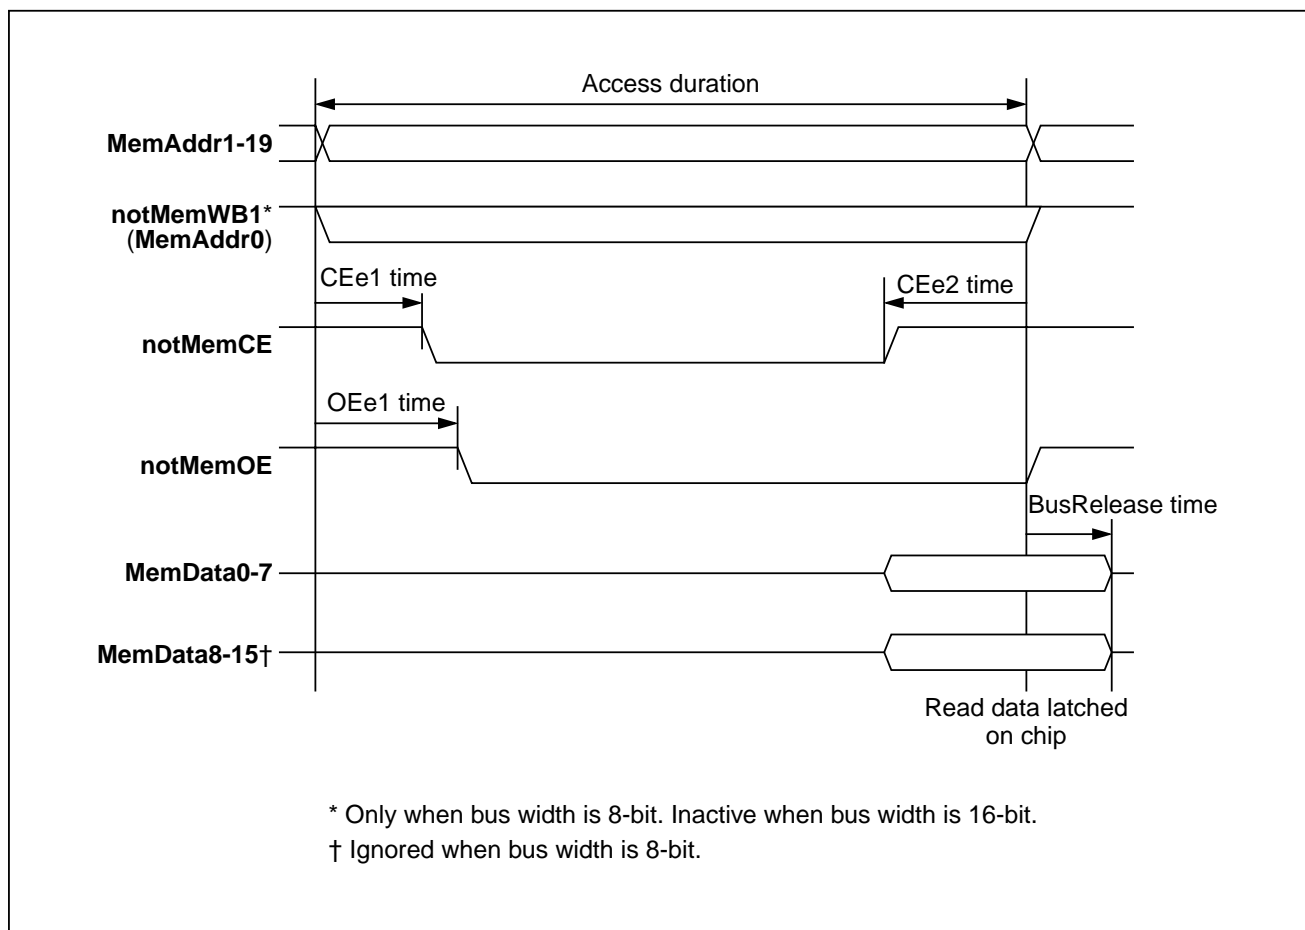 Access duration
MemAddr1-19
notMemWB1*
(MemAddr0)
CEe1 time
CEe2 time
notMemCE
OEe1 time
notMemOE
BusRelease time
MemData0-7
MemData8-15†
Read data latched
on chip
* Only when bus width is 8-bit. Inactive when bus width is 16-bit.
† Ignored when bus width is 8-bit.